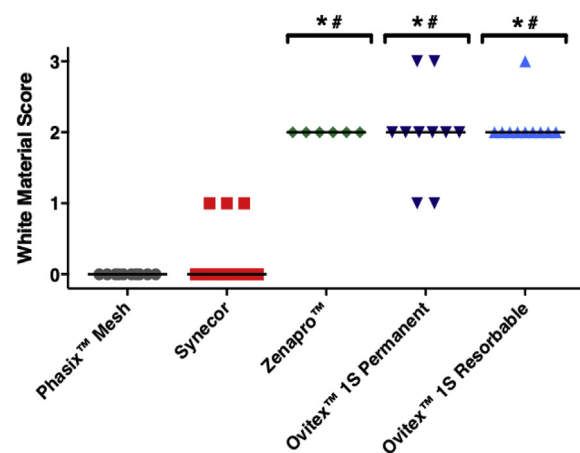 * # * # * #
3
2
1
0
White Material Score
Phasix™ Mesh
Synecor
Zenapro™
Ovitex™ 1S Permanent
Ovitex™ 1S Resorbable